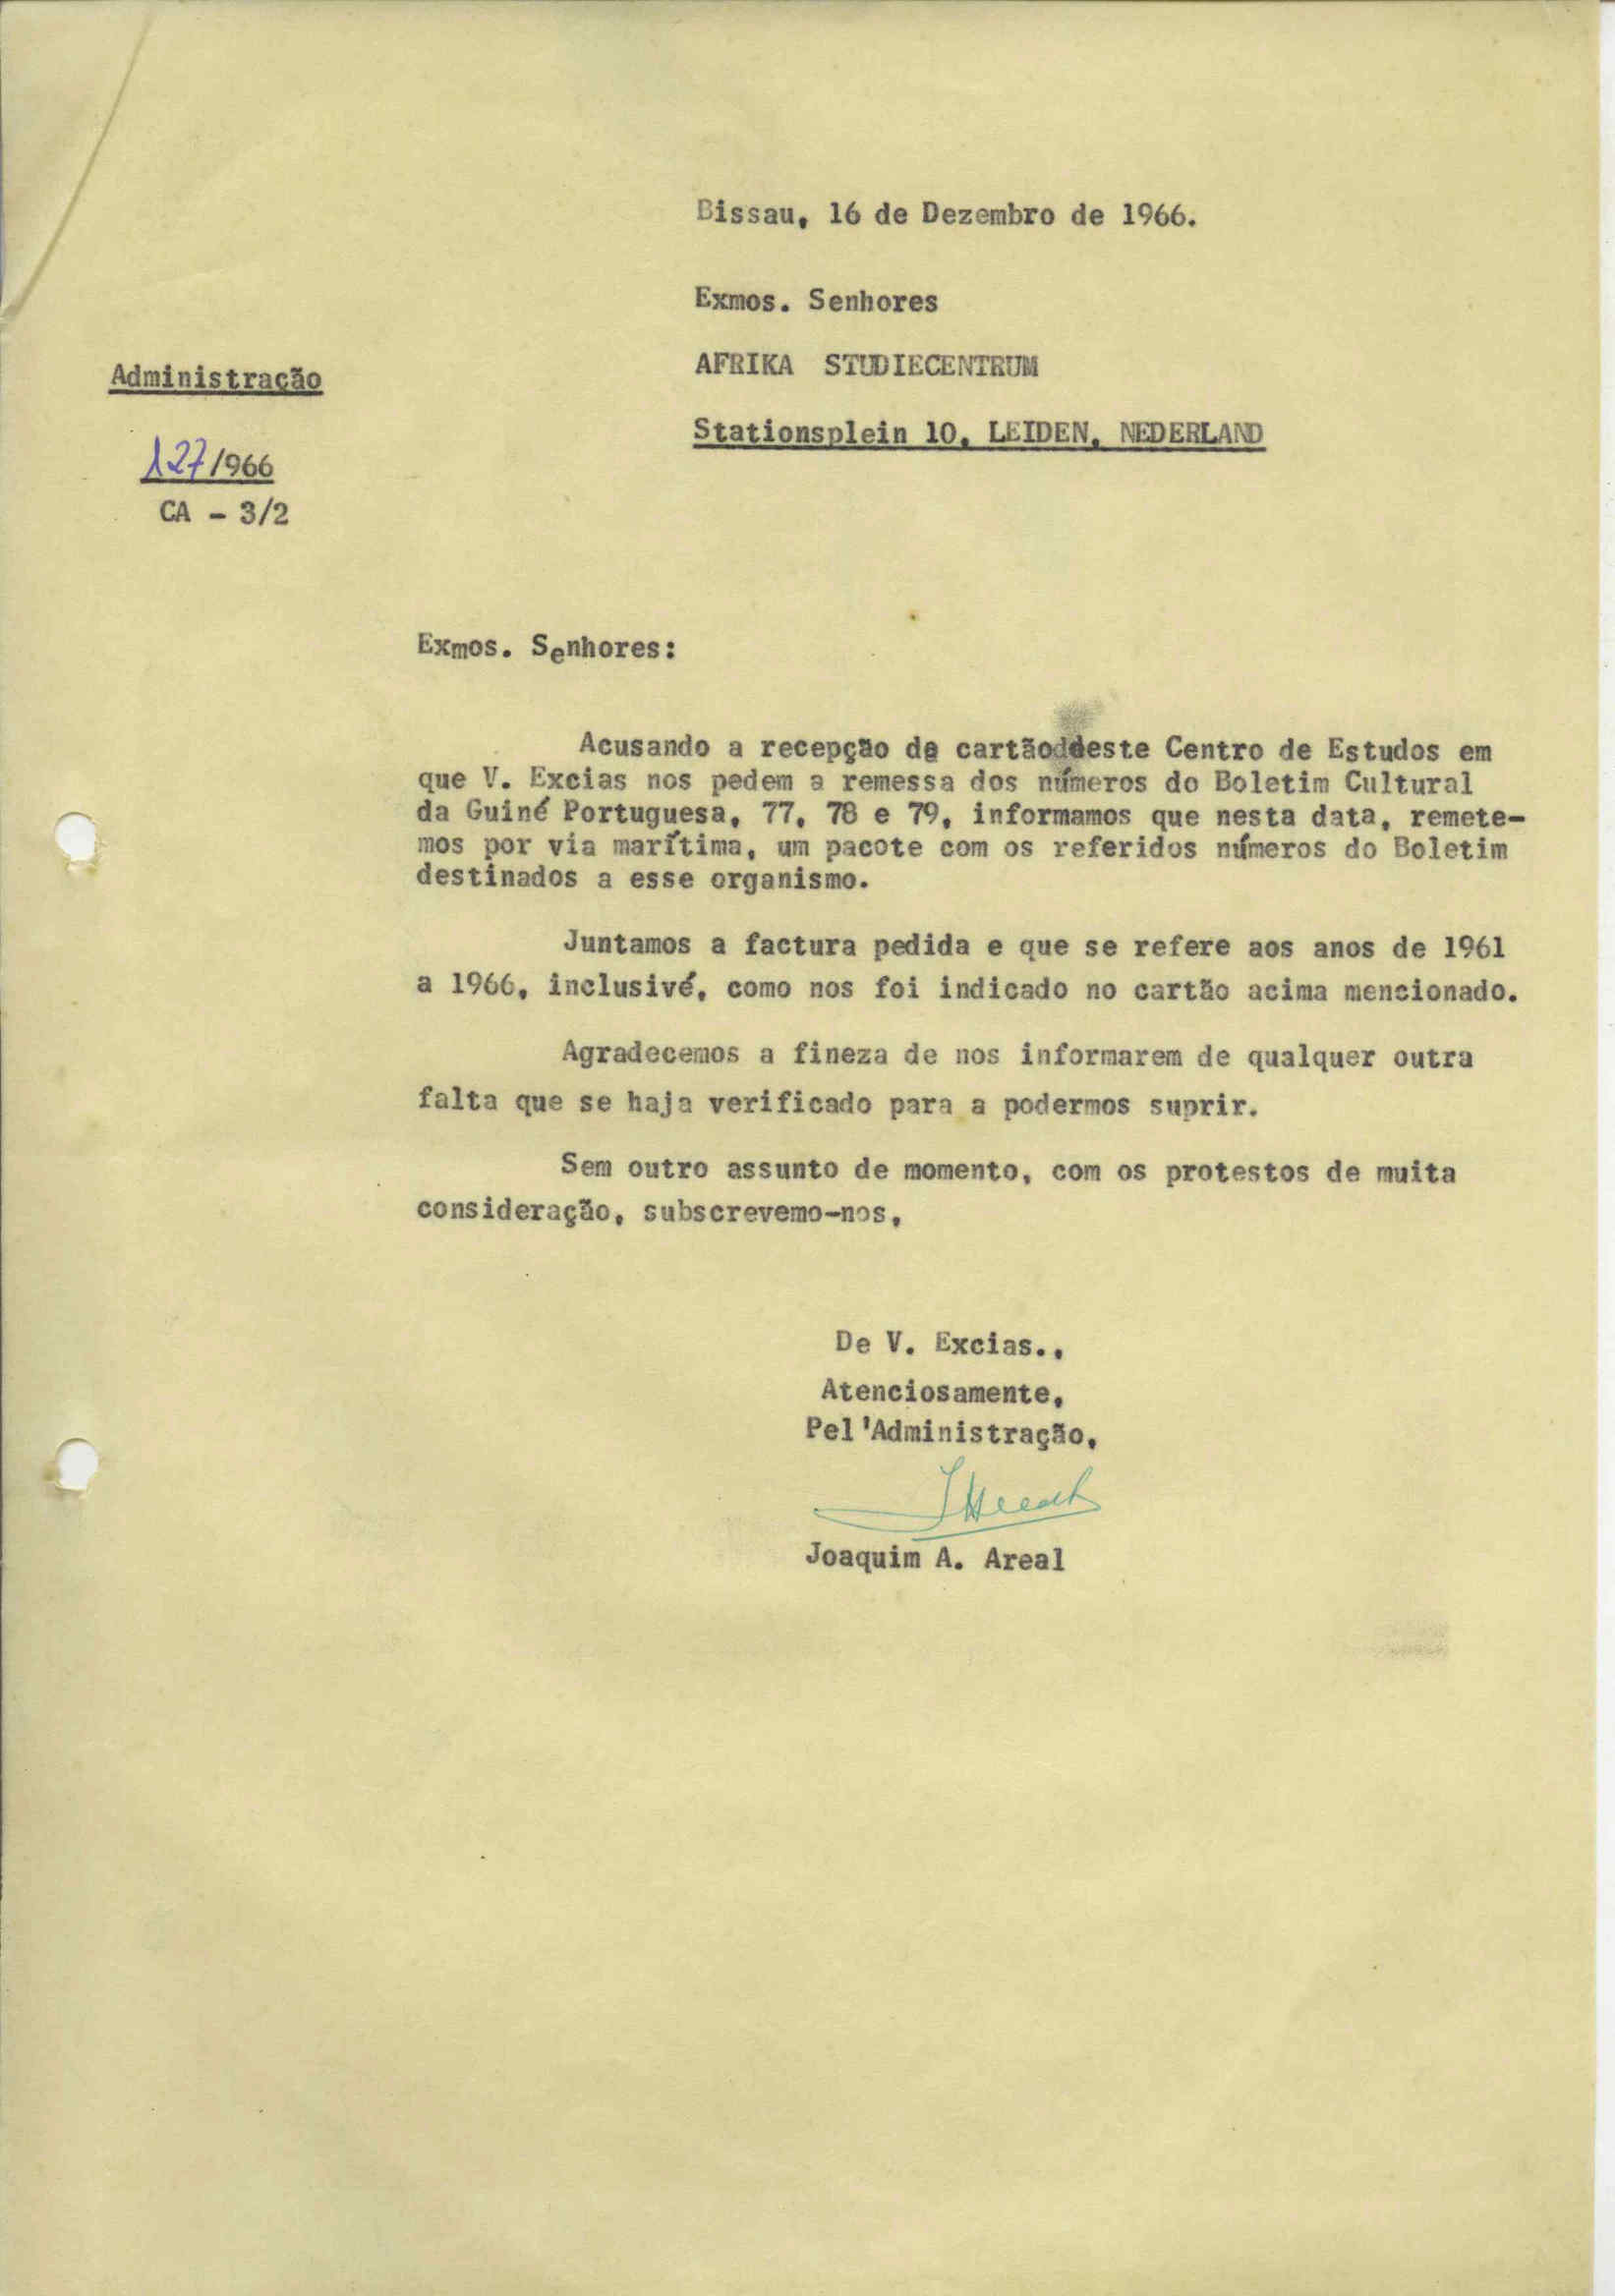 Bissau, 16 de Dezembro de 1966.
Exmos. Senhores
AFRIKA STUDIECENTRUM
Stationsplein 10, LEIDEN, NEDERLAND
Administração
127/966
CA - 3/2
Exmos. Senhores:
Acusando a recepção de cartão deste Centro de Estudos em
que V. Excias nos pedem a remessa dos números do Boletim Cultural
da Guiné Portuguesa, 77, 78 e 79, informamos que nesta data, remete-
mos por via marítima, um pacote com os referidos números do Boletim
destinados a esse organismo.
Juntamos a factura pedida e que se refere aos anos de 1961
a 1966, inclusivé, como nos foi indicado no cartão acima mencionado.
Agradecemos a fineza de nos informarem de qualquer outra
falta que se haja verificado para a podermos suprir.
Sem outro assunto de momento, com os protestos de muita
consideração, subscrevemo-nos,
De V. Excias.,
Atenciosamente,
Pel'Administração,
Joaquim A. Areal